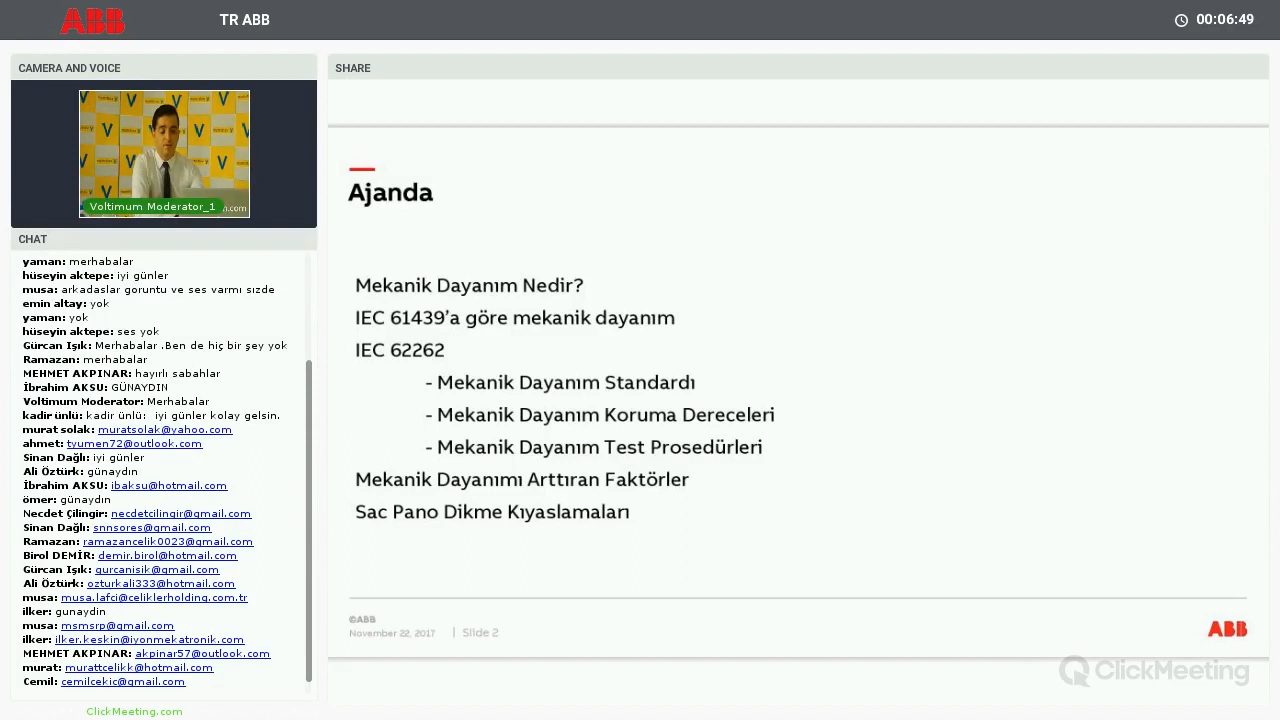 ABB
TR ABB
00:06:49
CAMERA AND VOICE
V
Voltimum Moderator_1
CHAT
yaman: merhabalar
hüseyin aktepe: iyi günler
musa: arkadaslar goruntu ve ses varmı sızde
emin altay: yok
yaman: yok
hüseyin aktepe: ses yok
Gürcan Işık: Merhabalar .Ben de hiç bir şey yok
Ramazan: merhabalar
MEHMET AKPINAR: hayırlı sabahlar
İbrahim AKSU: GÜNAYDIN
Voltimum Moderator: Merhabalar
kadir ünlü: kadir ünlü: iyi günler kolay gelsin.
murat solak: muratsolak@yahoo.com
ahmet: tyumen72@outlook.com
Sinan Dağlı: iyi günler
Ali Öztürk: günaydın
İbrahim AKSU: ibaksu@hotmail.com
ömer: günaydın
Necdet Çilingir: necdetcilingir@gmail.com
Sinan Dağlı: snnsores@gmail.com
Ramazan: ramazancelik0023@gmail.com
Birol DEMİR: demir.birol@hotmail.com
Gürcan Işık: gurcanisik@gmail.com
Ali Öztürk: ozturkali333@hotmail.com
musa: musa.lafci@celiklerholding.com.tr
ilker: gunaydin
musa: msmsrp@gmail.com
ilker: ilker.keskin@iyonmekatronik.com
MEHMET AKPINAR: akpinar57@outlook.com
murat: murattcelikk@hotmail.com
Cemil: cemilcekic@gmail.com
ClickMeeting.com
SHARE
Ajanda
Mekanik Dayanım Nedir?
IEC 61439’a göre mekanik dayanım
IEC 62262
- Mekanik Dayanım Standardı
- Mekanik Dayanım Koruma Dereceleri
- Mekanik Dayanım Test Prosedürleri
Mekanik Dayanımı Arttıran Faktörler
Sac Pano Dikme Kıyaslamaları
©ABB
November 22, 2017 | Slide 2
ABB
ClickMeeting